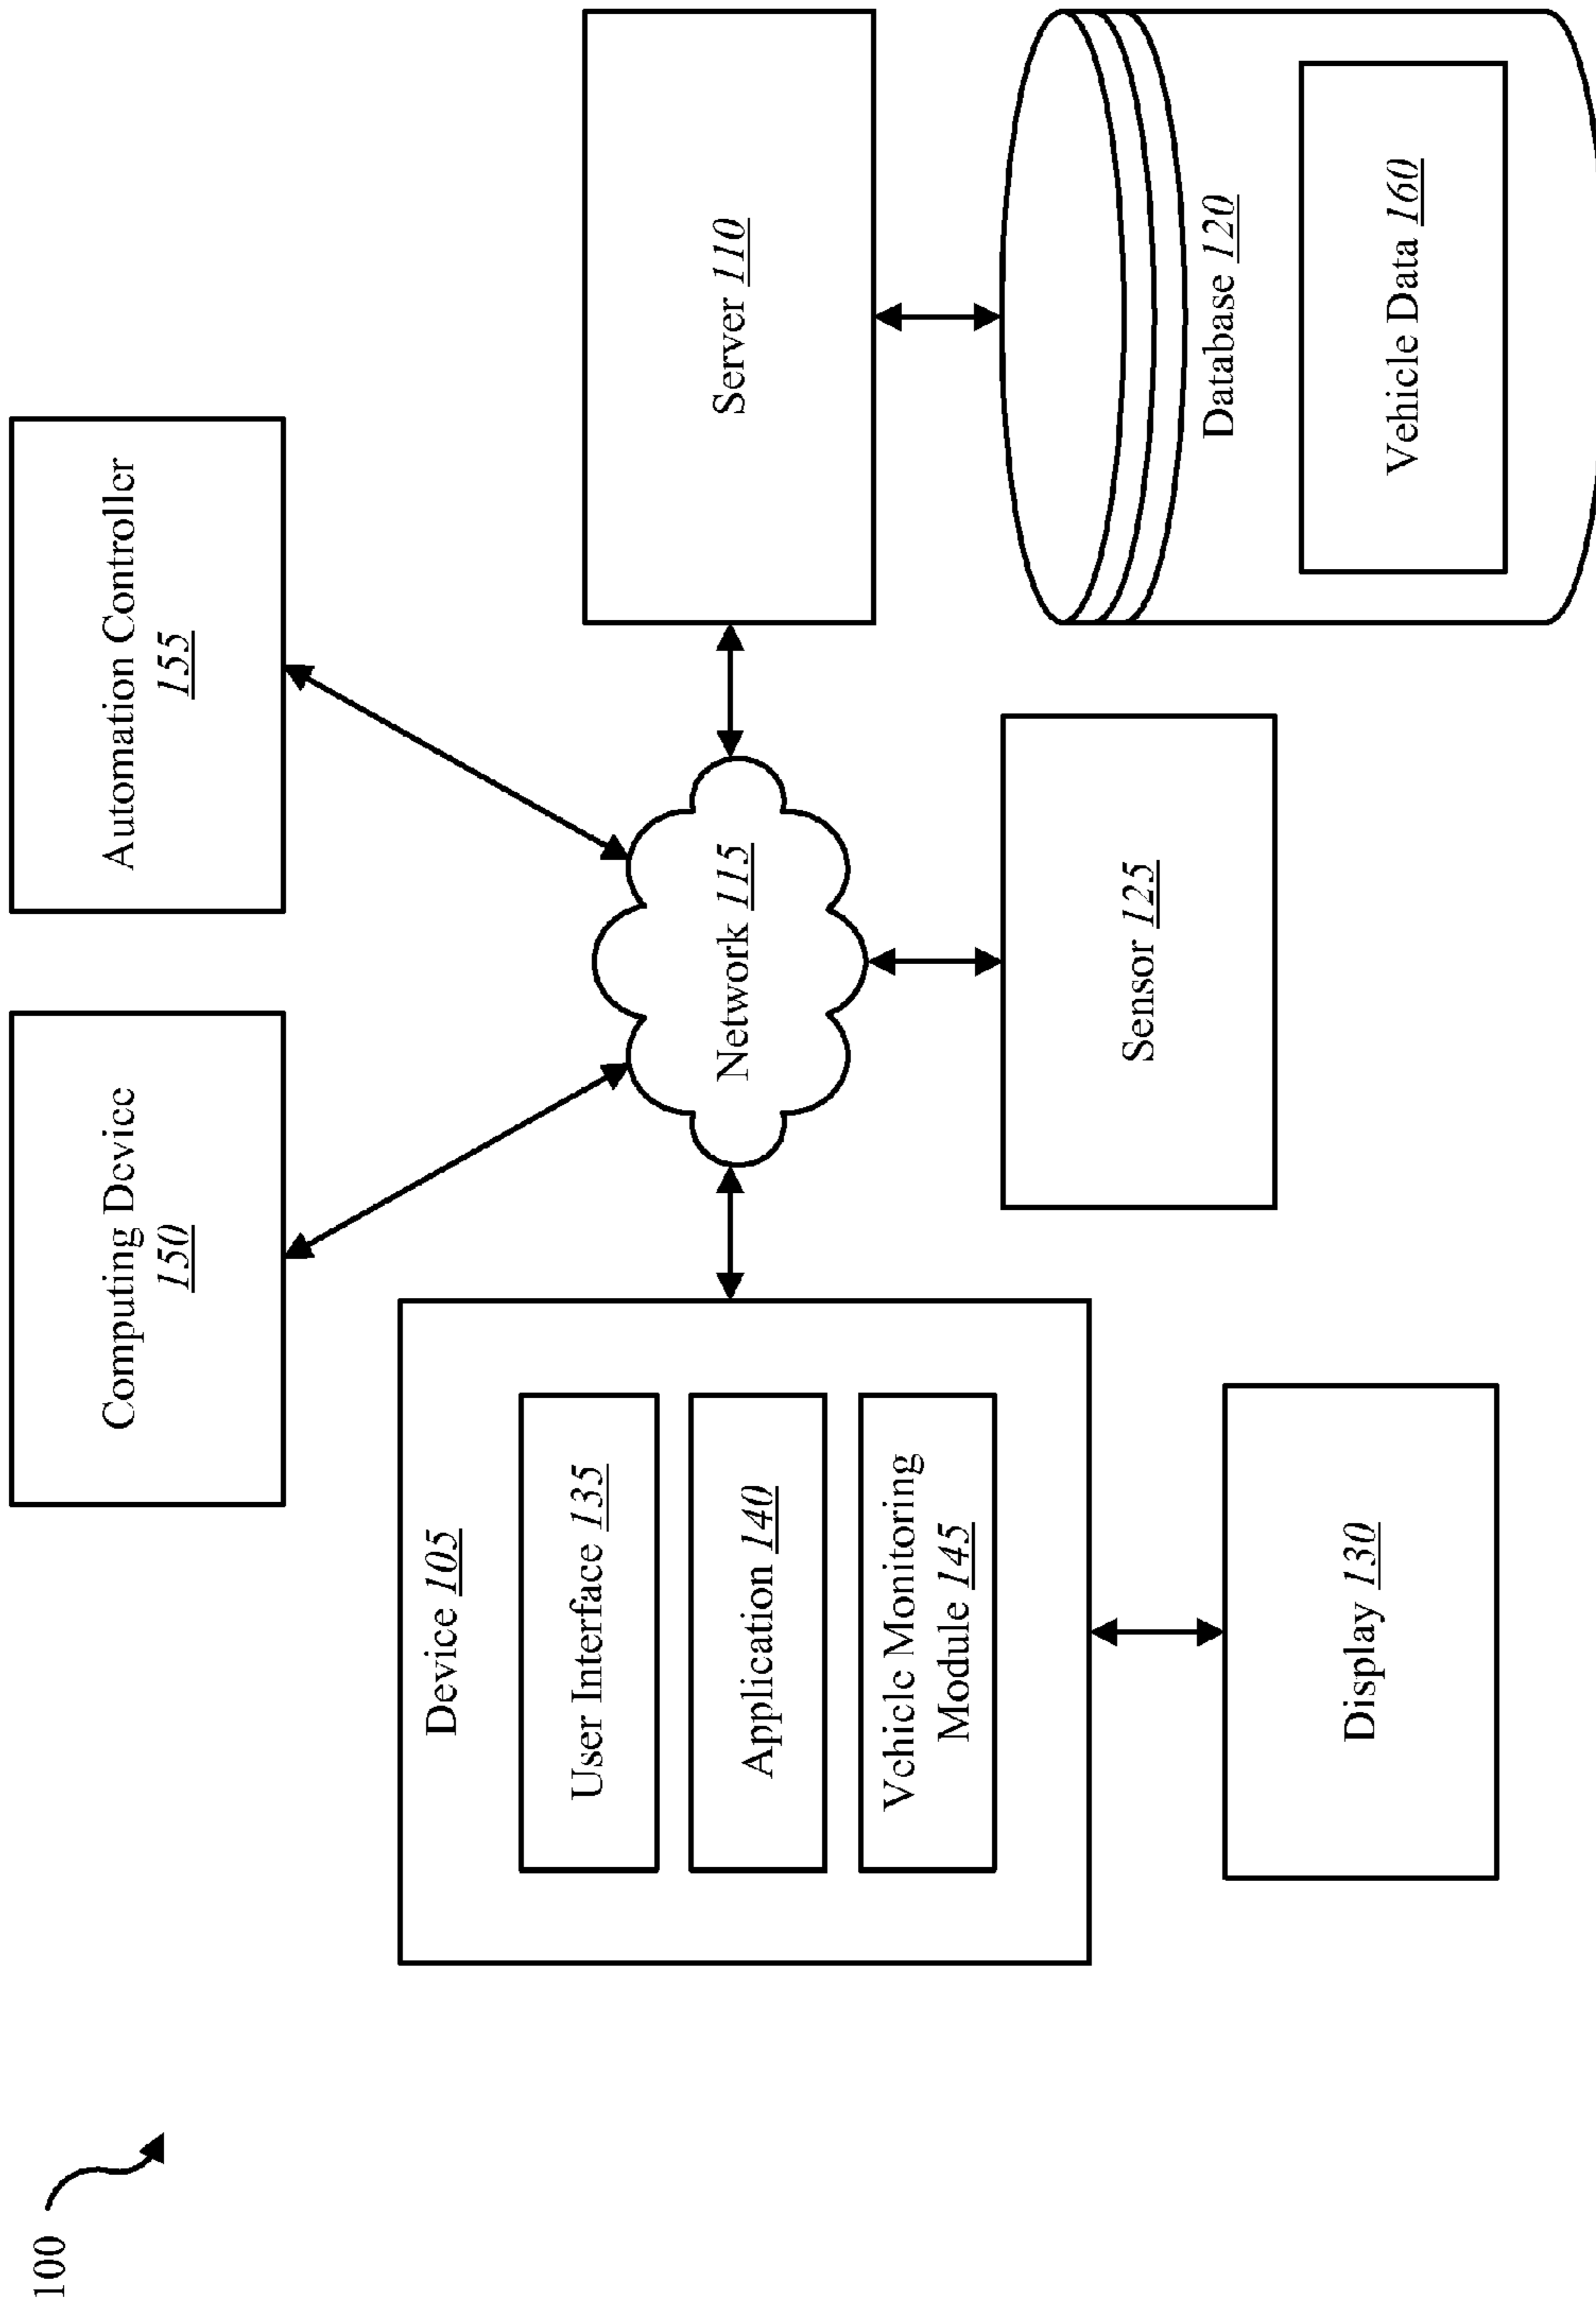 100
Computing Device
150
Automation Controller
155
Device 105
User Interface 135
Application 140
Vehicle Monitoring
Module 145
Network 115
Server 110
Display 130
Sensor 125
Database 120
Vehicle Data 160